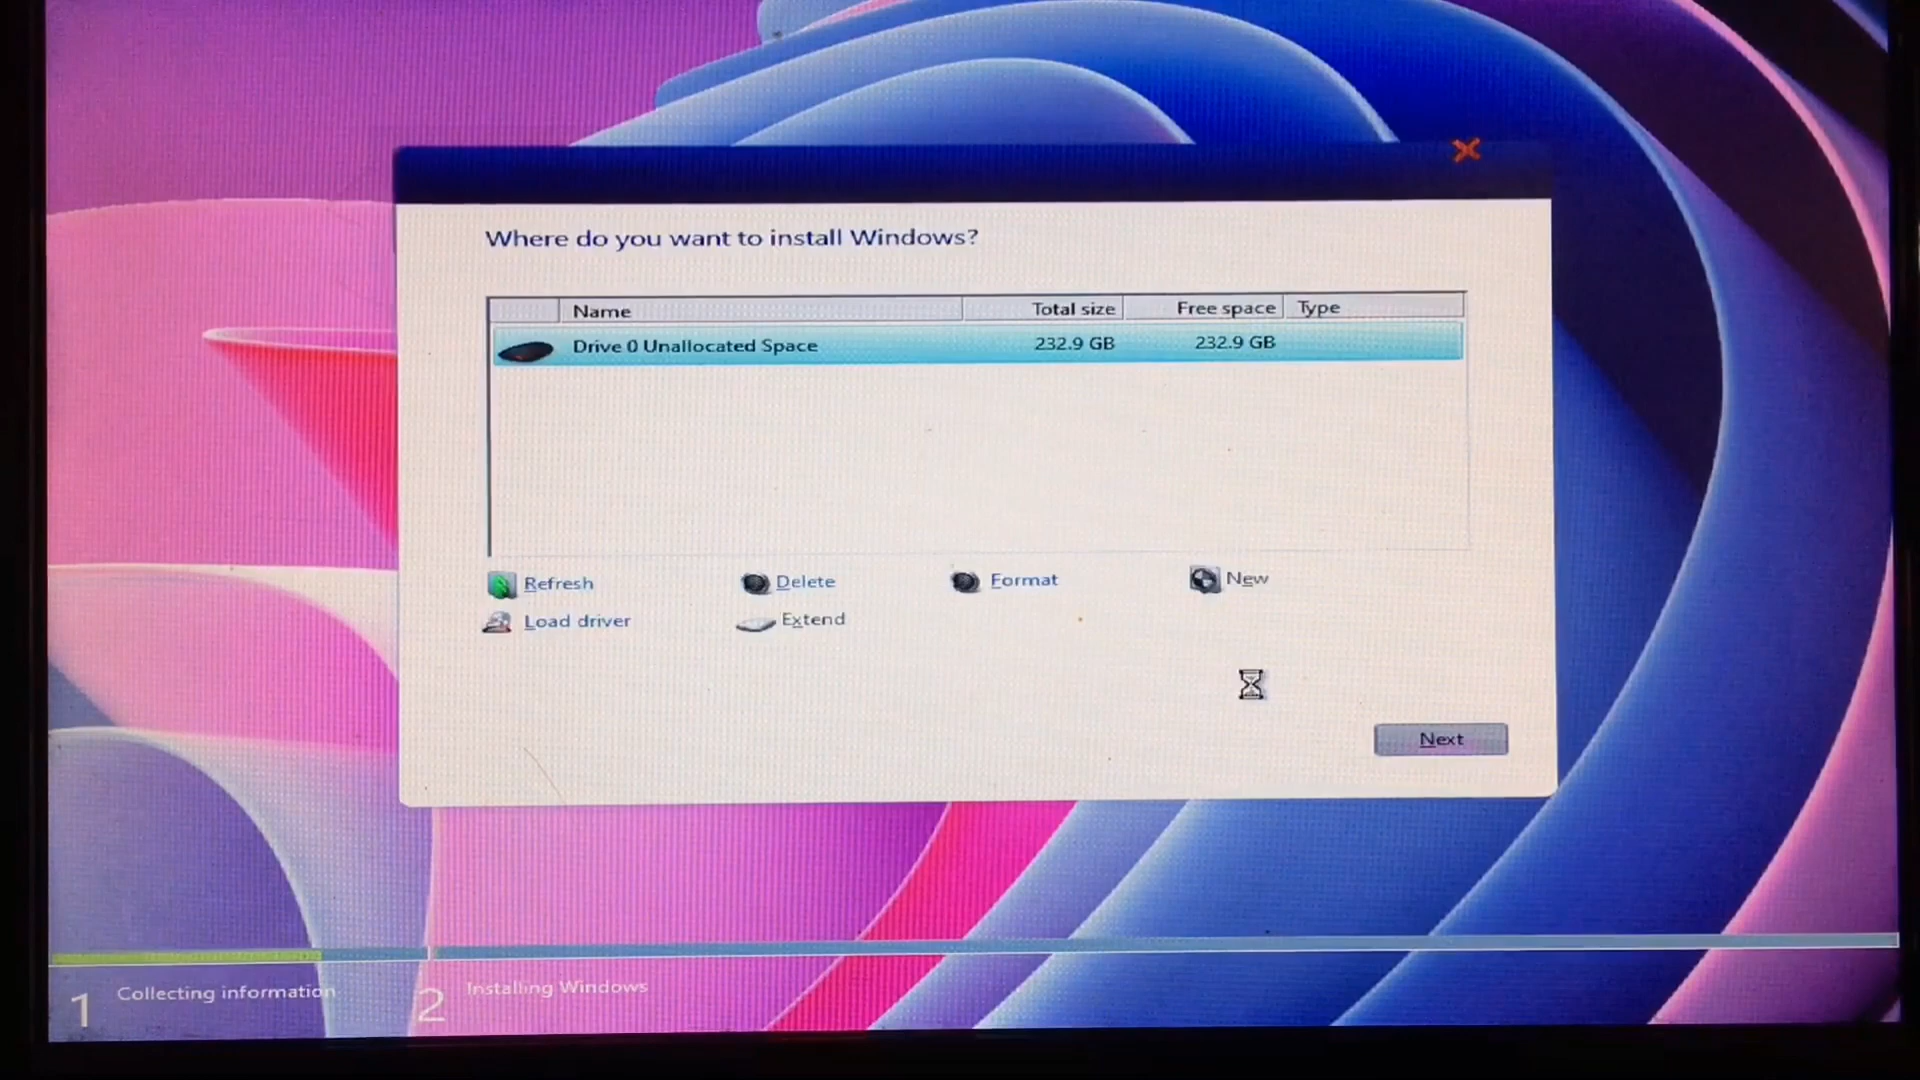 Where do you want to install Windows?
Name Total size Free space Type
Drive 0 Unallocated Space 232.9 GB 232.9 GB
Refresh Delete Format New
Load driver Extend
Next
1 Collecting information 2 Installing Windows